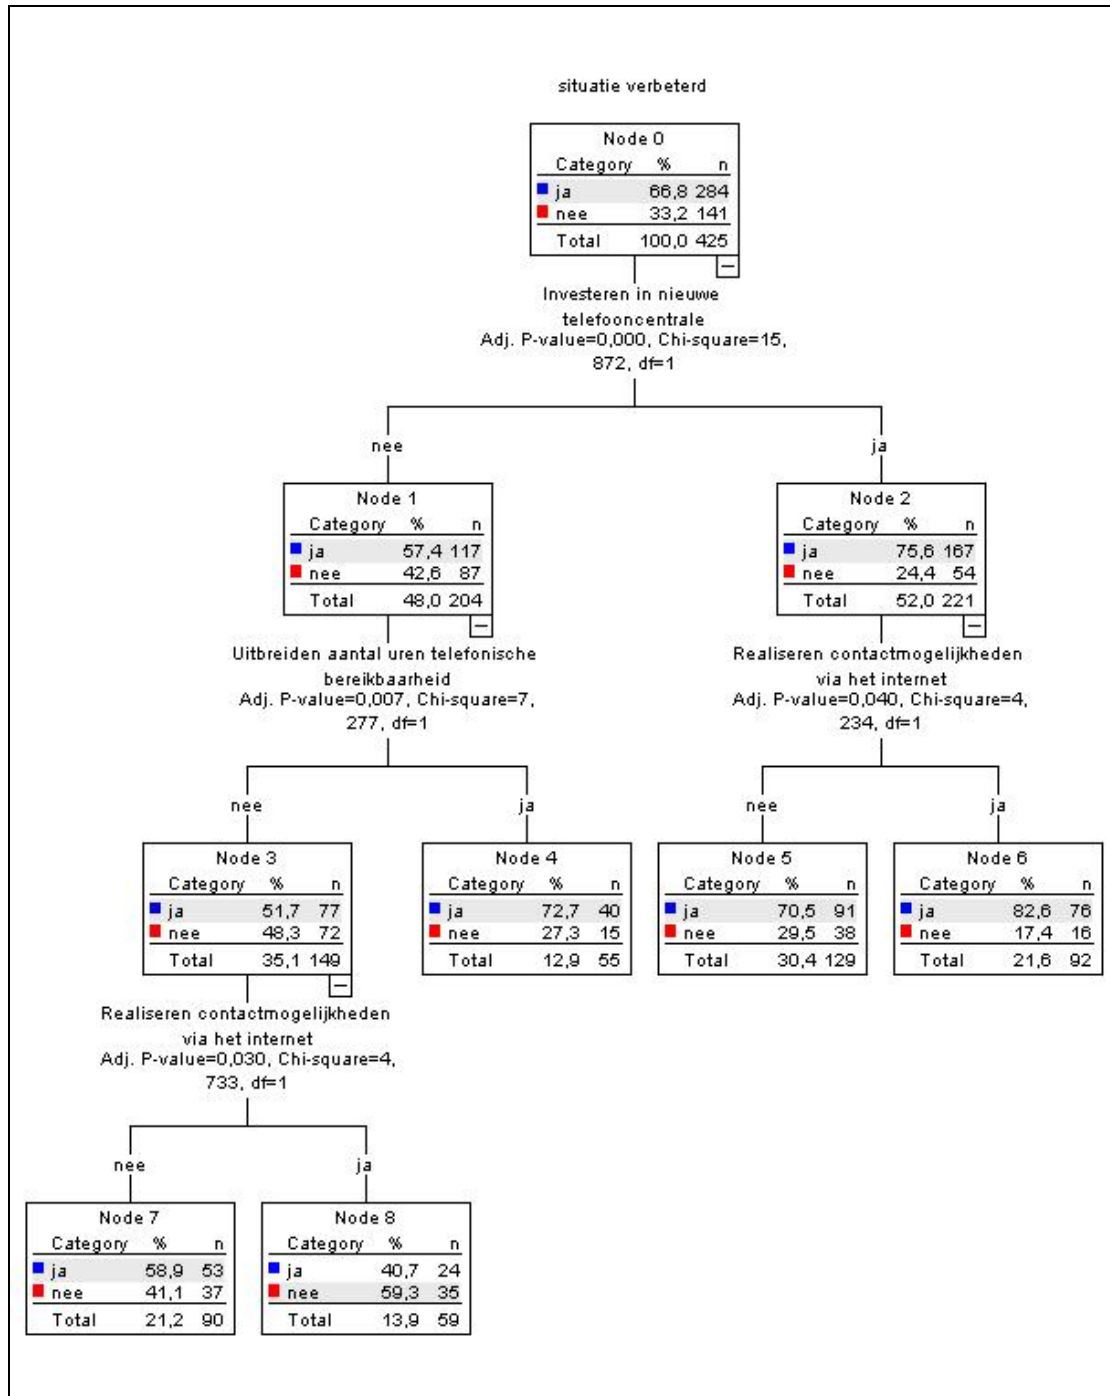 situatie verbeterd
Node 0
Category % n
ja 66,8 284
nee 33,2 141
Total 100,0 425
Investeren in nieuwe
telefooncentrale
Adj. P-value=0,000, Chi-square=15,
872, df=1
nee
ja
Node 1
Category % n
ja 57,4 117
nee 42,6 87
Total 48,0 204
Node 2
Category % n
ja 75,6 167
nee 24,4 54
Total 52,0 221
Uitbreiden aantal uren telefonische
bereikbaarheid
Adj. P-value=0,007, Chi-square=7,
277, df=1
Realiseren contactmogelijkheden
via het internet
Adj. P-value=0,040, Chi-square=4,
234, df=1
nee
ja
nee
ja
Node 3
Category % n
ja 51,7 77
nee 48,3 72
Total 35,1 149
Node 4
Category % n
ja 72,7 40
nee 27,3 15
Total 12,9 55
Node 5
Category % n
ja 70,5 91
nee 29,5 38
Total 30,4 129
Node 6
Category % n
ja 82,6 76
nee 17,4 16
Total 21,6 92
Realiseren contactmogelijkheden
via het internet
Adj. P-value=0,030, Chi-square=4,
733, df=1
nee
ja
Node 7
Category % n
ja 58,9 53
nee 41,1 37
Total 21,2 90
Node 8
Category % n
ja 40,7 24
nee 59,3 35
Total 13,9 59